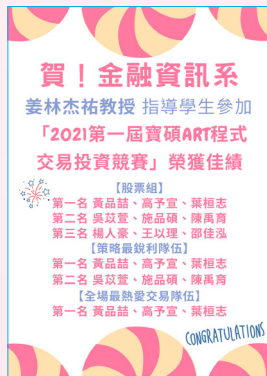 賀！金融資訊系
姜林杰祐教授 指導學生參加
「2021第一屆寶碩ART程式
交易投資競賽」榮獲佳績
【股票組】
第一名 黃品喆、高予宣、葉桓志
第二名 吳苡萱、施品碩、陳禹育
第三名 楊人豪、王以理、邵佳泓
【策略最銳利隊伍】
第一名 黃品喆、高予宣、葉桓志
第二名 吳苡萱、施品碩、陳禹育
【全場最熱愛交易隊伍】
第一名 黃品喆、高予宣、葉桓志
CONGRATULATIONS